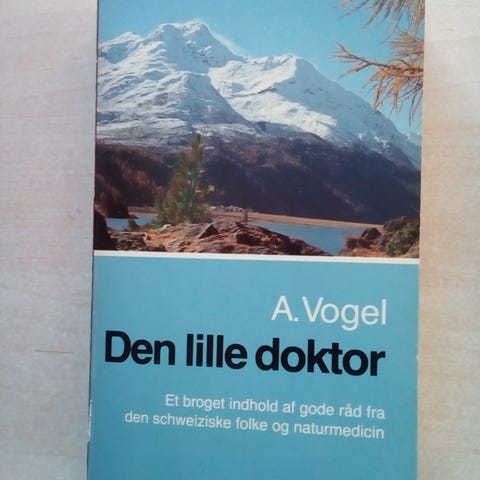 A. Vogel
Den lille doktor
Et broget indhold af gode råd fra
den schweiziske folke og naturmedicin